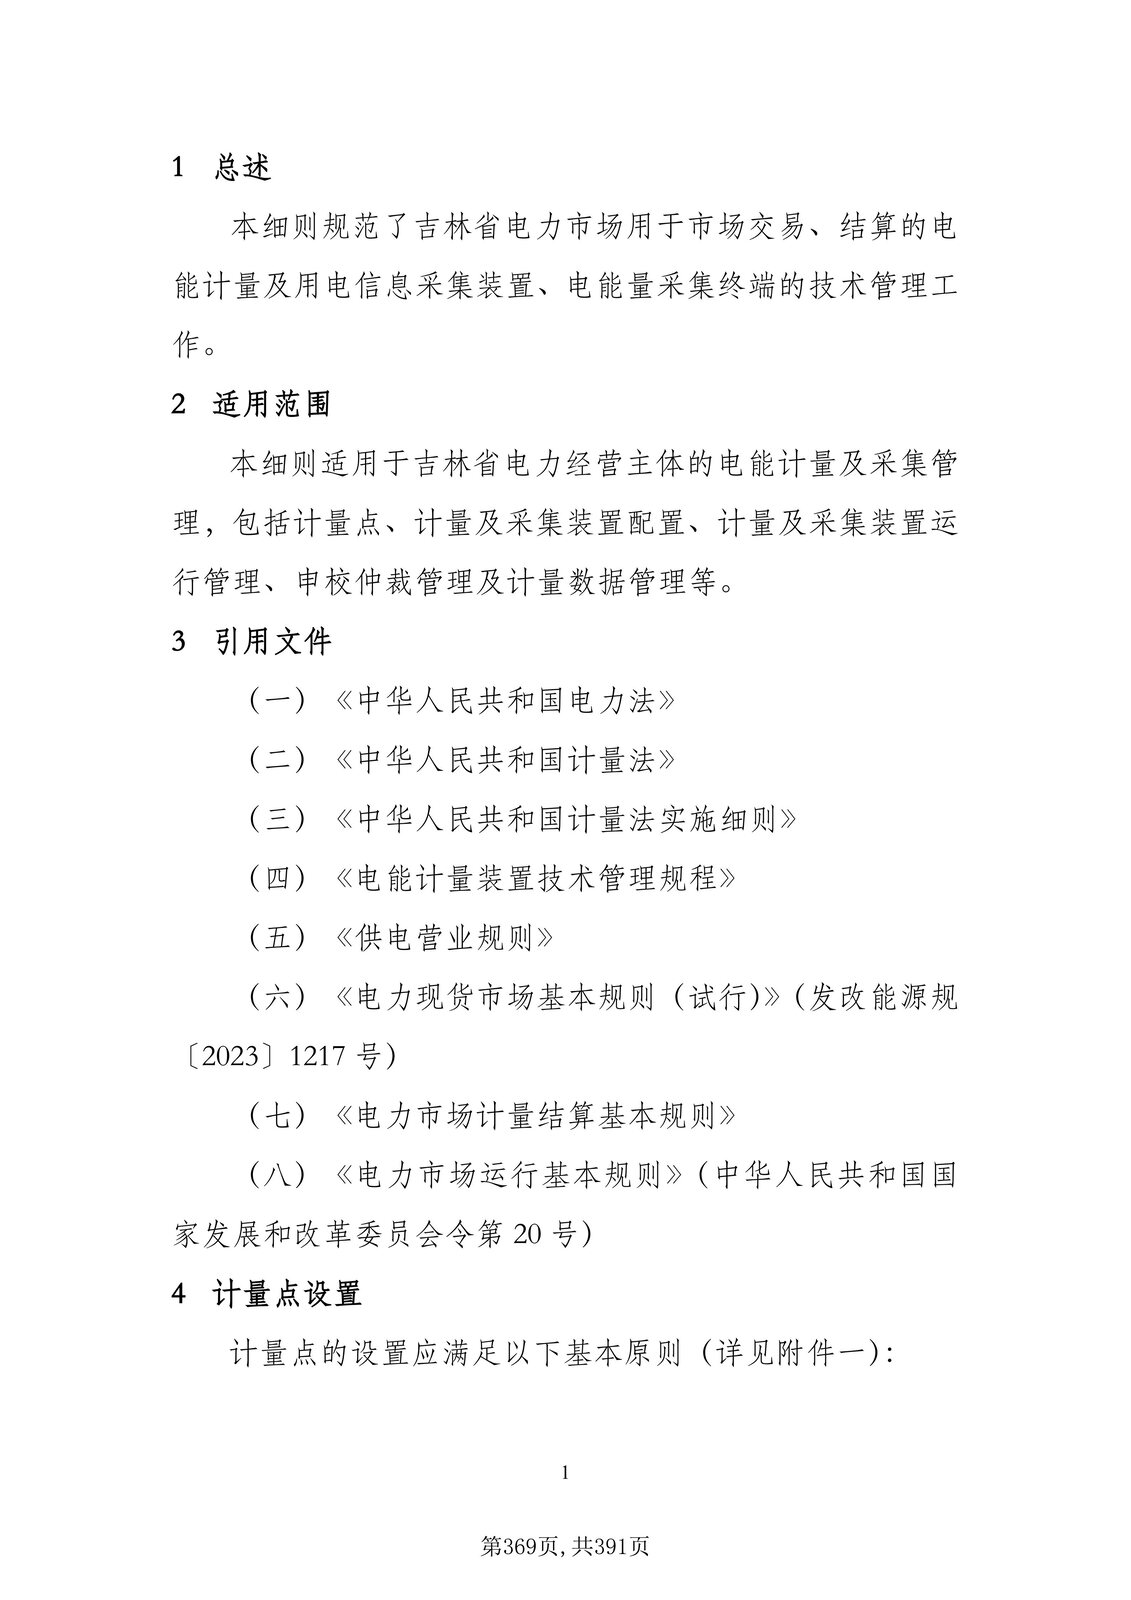 1 总述
本细则规范了吉林省电力市场用于市场交易、结算的电
能计量及用电信息采集装置、电能量采集终端的技术管理工
作。
2 适用范围
本细则适用于吉林省电力经营主体的电能计量及采集管
理，包括计量点、计量及采集装置配置、计量及采集装置运
行管理、申校仲裁管理及计量数据管理等。
3 引用文件
（一）《中华人民共和国电力法》
（二）《中华人民共和国计量法》
（三）《中华人民共和国计量法实施细则》
（四）《电能计量装置技术管理规程》
（五）《供电营业规则》
（六）《电力现货市场基本规则（试行）》（发改能源规
〔2023〕1217 号）
（七）《电力市场计量结算基本规则》
（八）《电力市场运行基本规则》（中华人民共和国国
家发展和改革委员会令第 20 号）
4 计量点设置
计量点的设置应满足以下基本原则（详见附件一）：
1
第369页,共391页